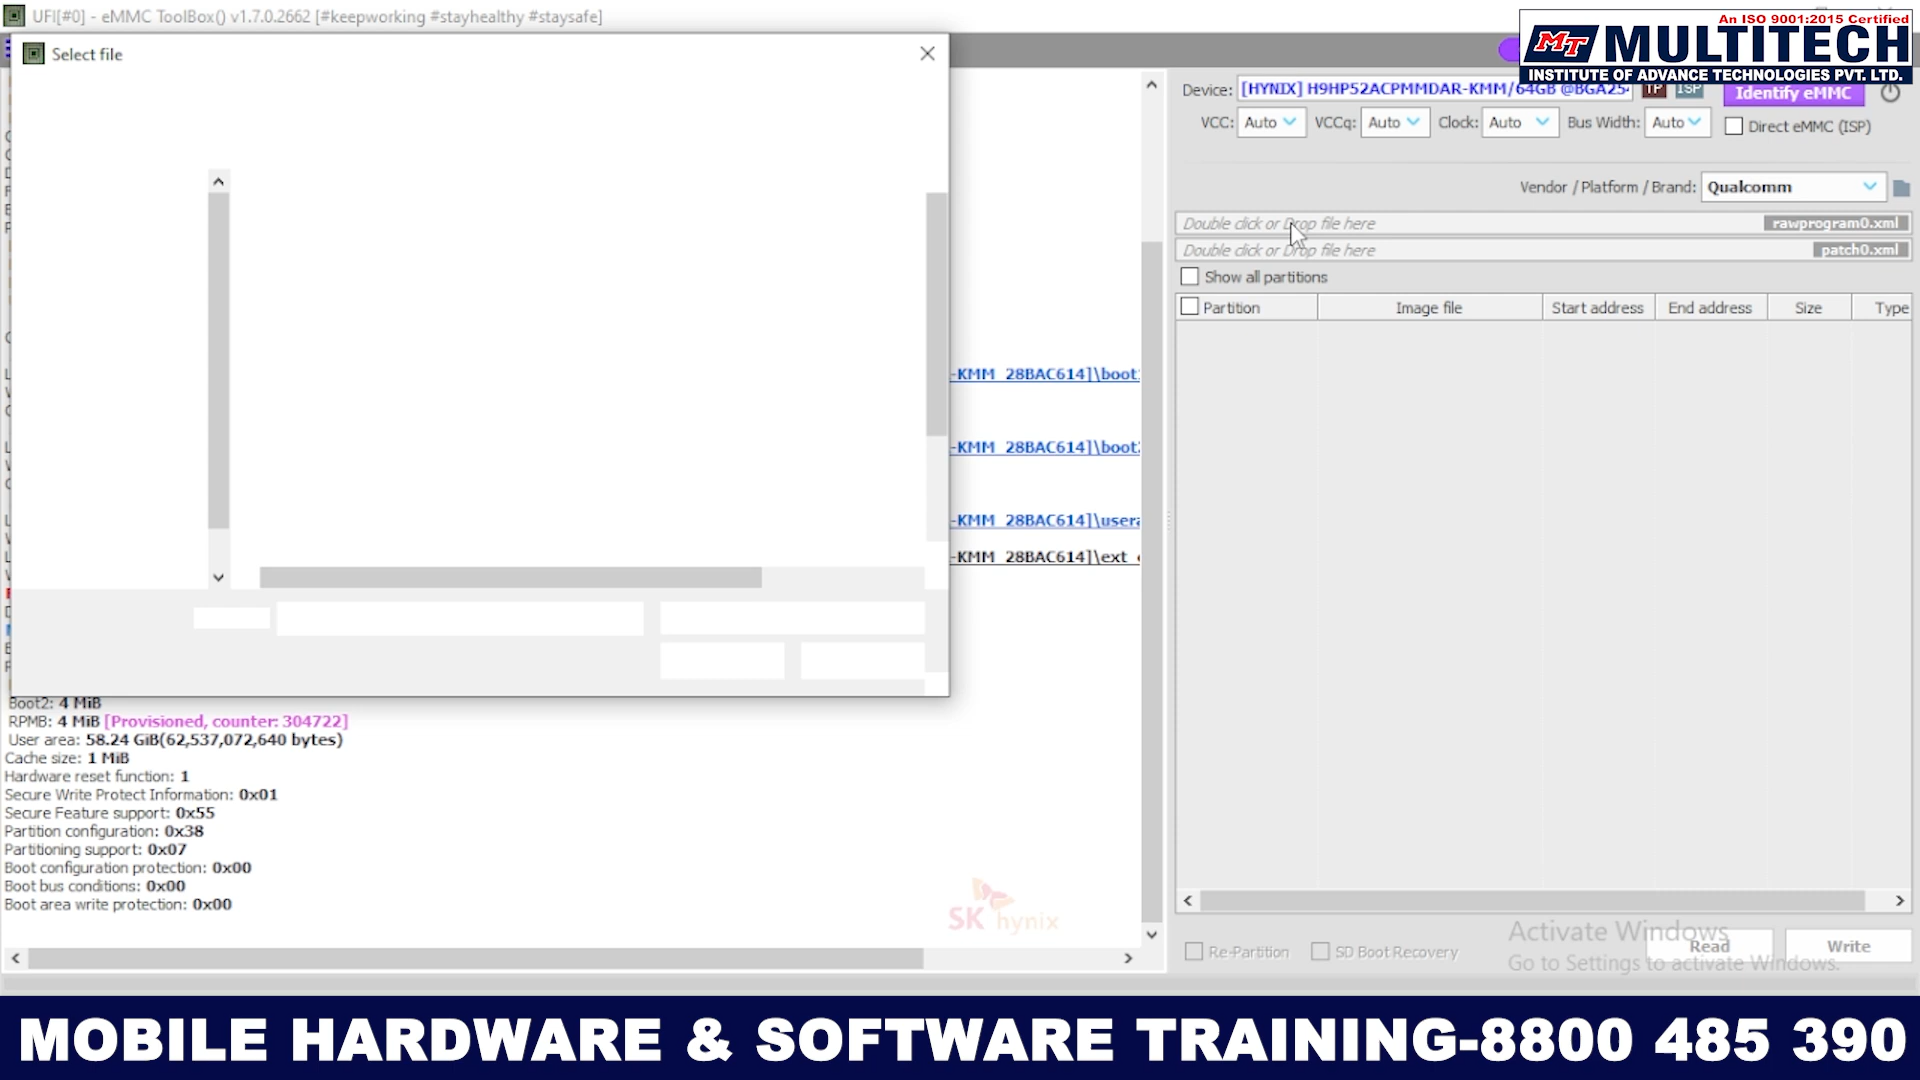 UFI[#0] - eMMC ToolBox() v1.7.0.2662 [#keepworking #stayhealthy #staysafe]
An ISO 9001:2015 Certified
MT MULTITECH
INSTITUTE OF ADVANCE TECHNOLOGIES PVT. LTD.
Select file
Device: [HYNIX] H9HP52ACPMMDAR-KMM/64GB @BGA254 TP ISP Identify eMMC
VCC: Auto VCCq: Auto Clock: Auto Bus Width: Auto Direct eMMC (ISP)
Vendor / Platform / Brand: Qualcomm
Double click or Drop file here rawprogram0.xml
Double click or Drop file here patch0.xml
Show all partitions
Partition Image file Start address End address Size Type
-KMM_28BAC614]\boot
-KMM_28BAC614]\boot
-KMM_28BAC614]\usera
-KMM_28BAC614]\ext_
Boot2: 4 MiB
RPMB: 4 MiB [Provisioned, counter: 304722]
User area: 58.24 GiB(62,537,072,640 bytes)
Cache size: 1 MiB
Hardware reset function: 1
Secure Write Protect Information: 0x01
Secure Feature support: 0x55
Partition configuration: 0x38
Partitioning support: 0x07
Boot configuration protection: 0x00
Boot bus conditions: 0x00
Boot area write protection: 0x00
SK hynix
Re-Partition SD Boot Recovery Read Write
Activate Windows
Go to Settings to activate Windows.
MOBILE HARDWARE & SOFTWARE TRAINING-8800 485 390